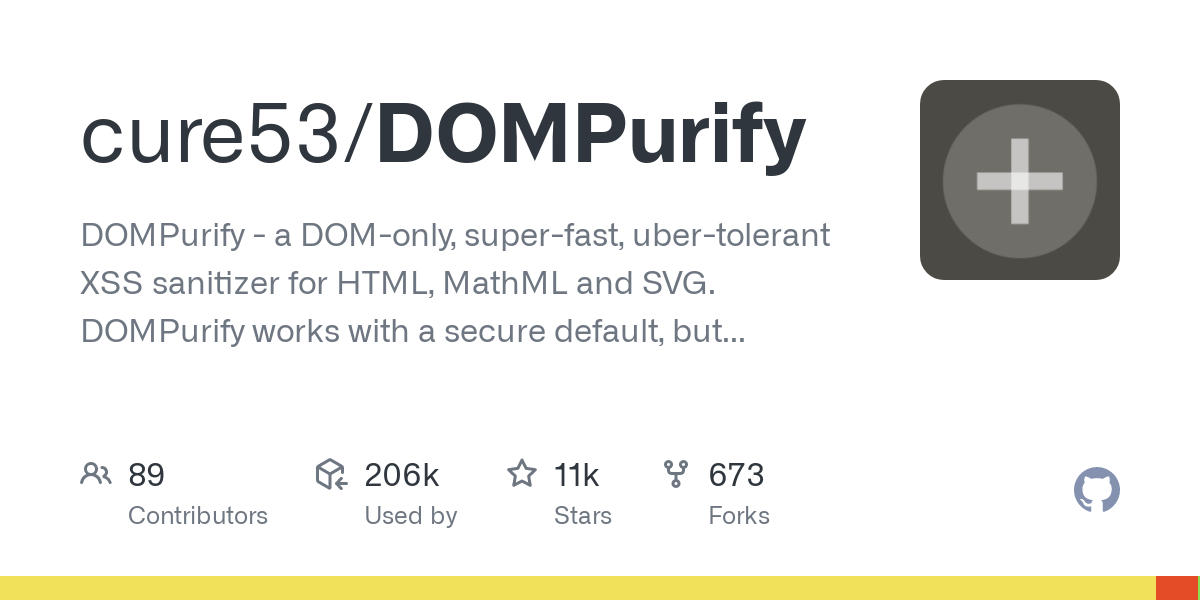 cure53/DOMPurify
DOMPurify - a DOM-only, super-fast, uber-tolerant
XSS sanitizer for HTML, MathML and SVG.
DOMPurify works with a secure default, but...
89 206k 11k 673
Contributors Used by Stars Forks